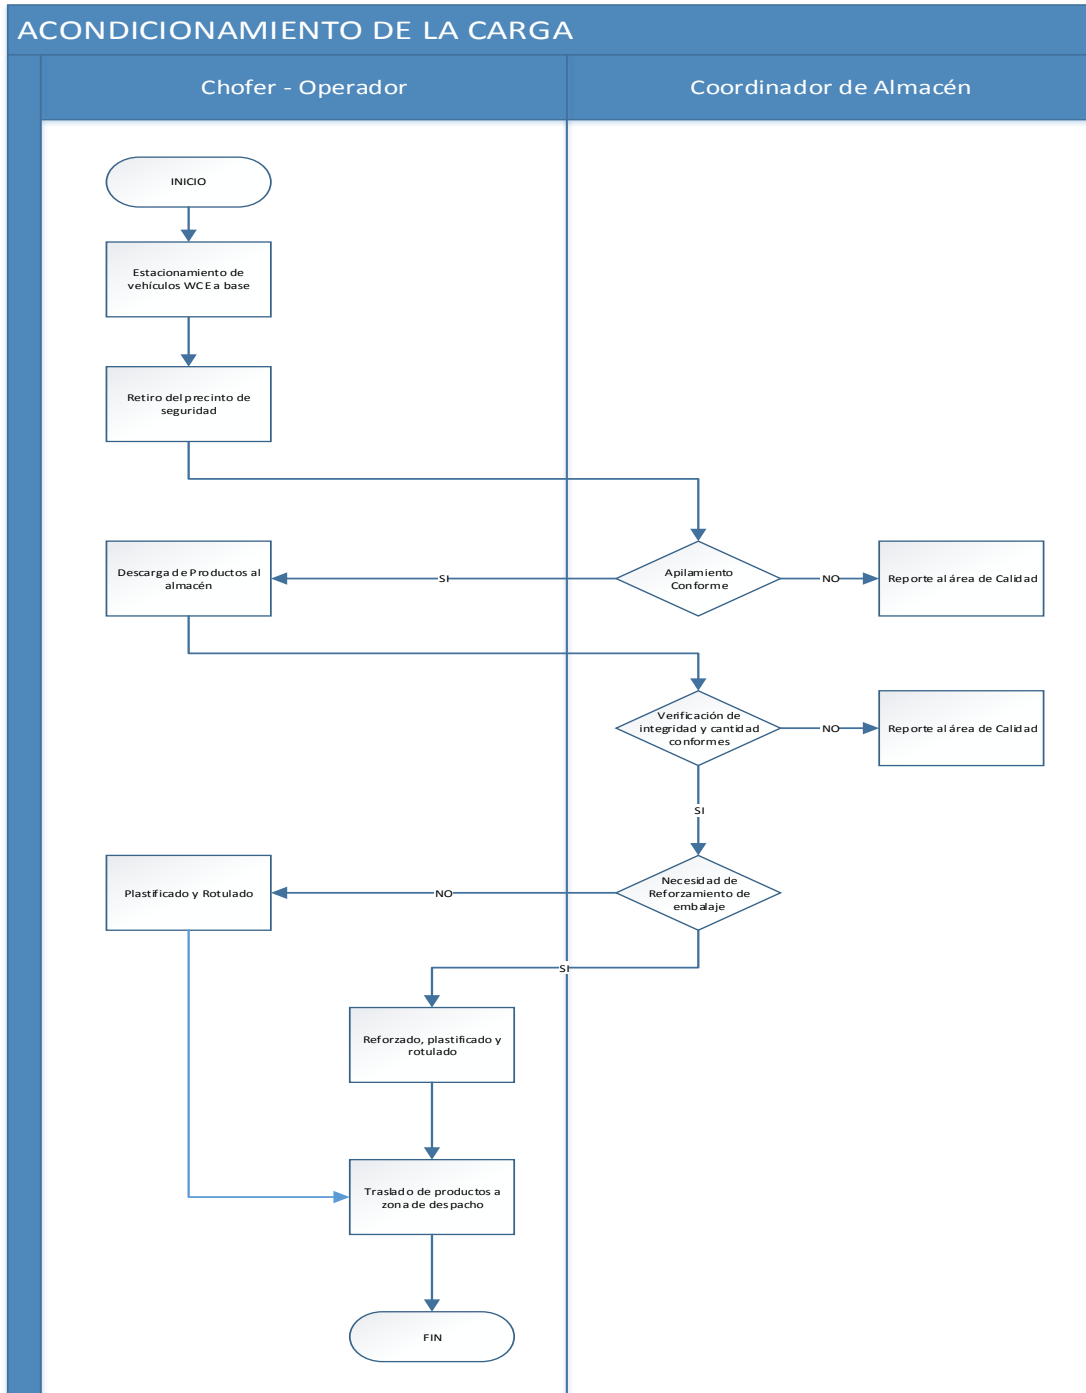 ACONDICIONAMIENTO DE LA CARGA
Chofer - Operador
Coordinador de Almacén
INICIO
Estacionamiento de
vehículos WCE a base
Retiro del precinto de
seguridad
Apilamiento
Conforme
SI
NO
Descarga de Productos al
almacén
Reporte al área de Calidad
Verificación de
integridad y cantidad
conformes
NO
Reporte al área de Calidad
SI
Necesidad de
Reforzamiento de
embalaje
NO
Plastificado y Rotulado
SI
Reforzado, plastificado y
rotulado
Traslado de productos a
zona de despacho
FIN